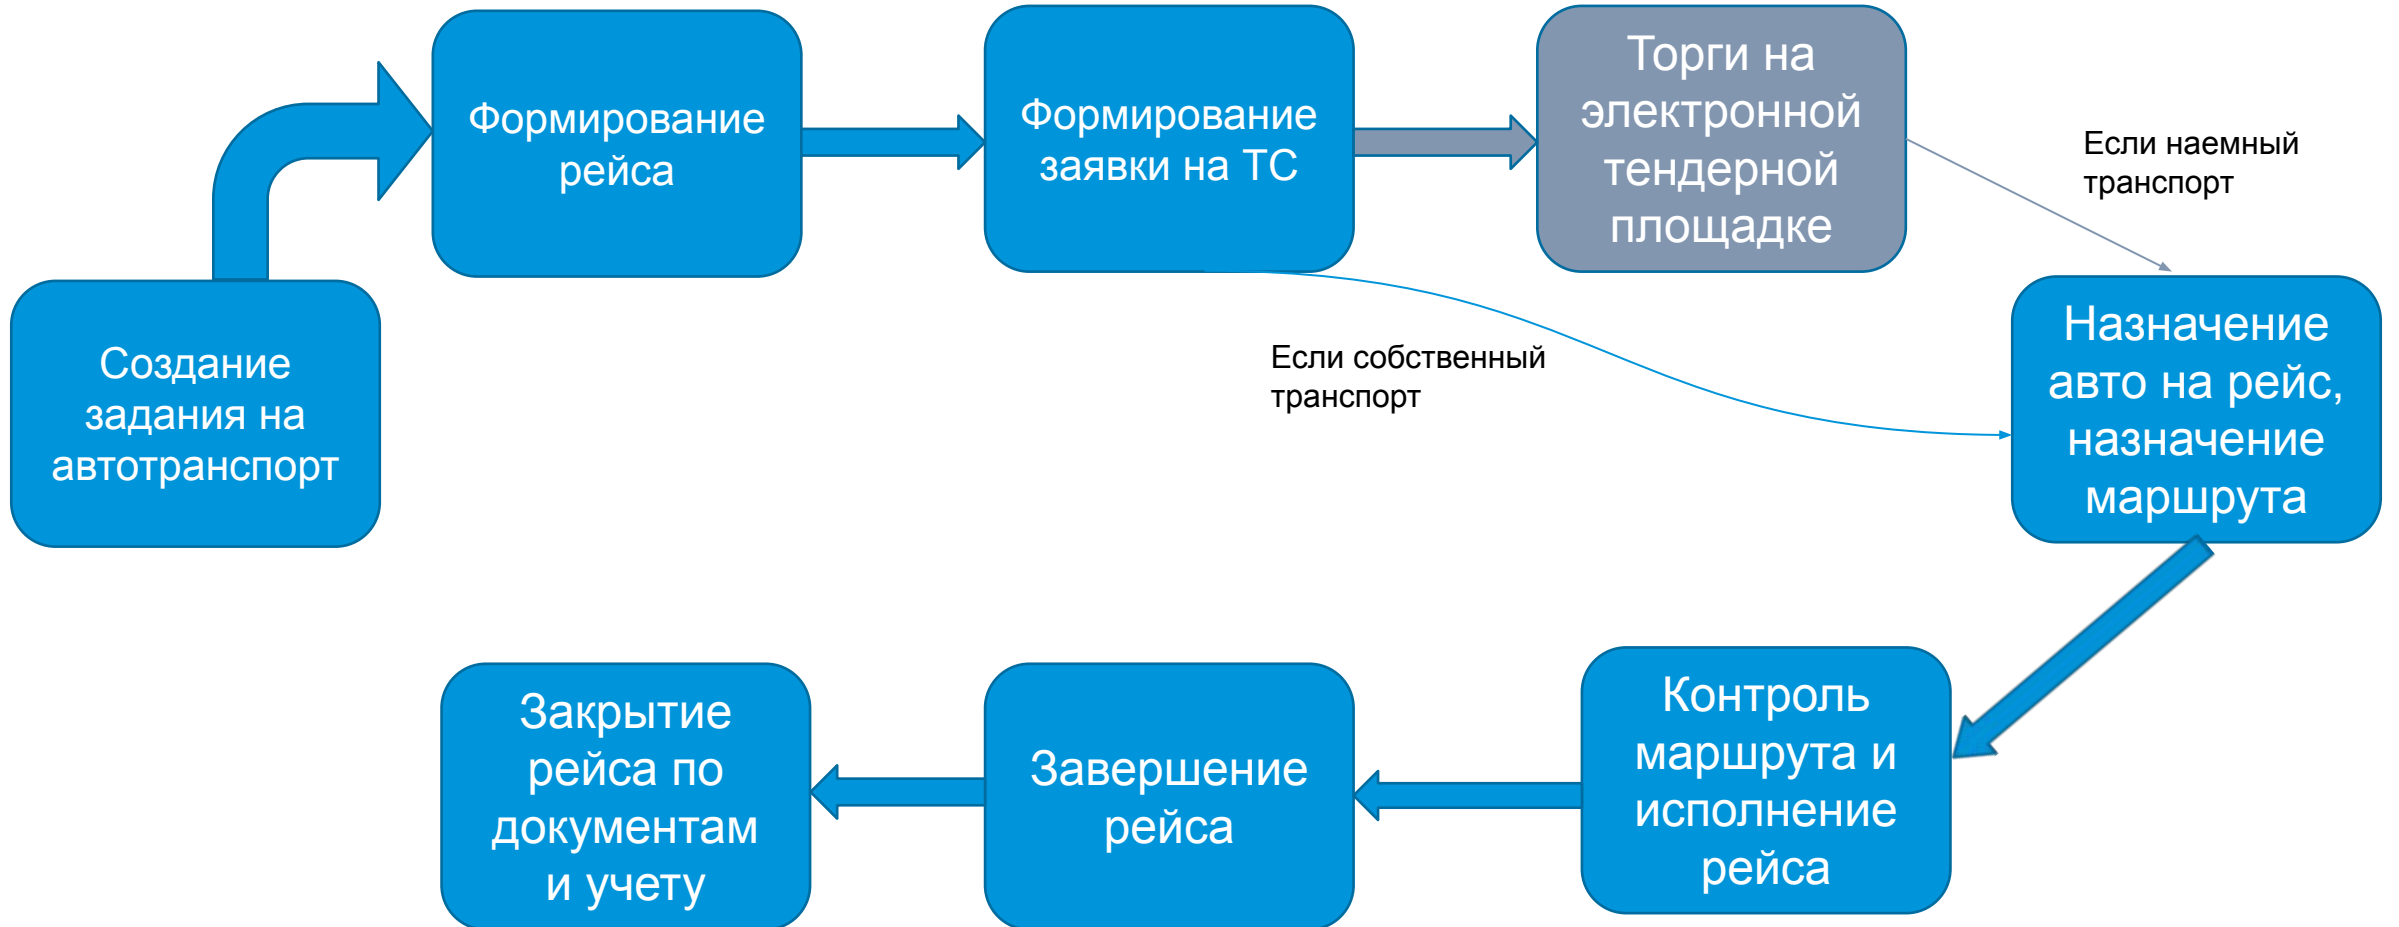 Создание
задания на
автотранспорт
Формирование
рейса
Формирование
заявки на ТС
Торги на
электронной
тендерной
площадке
Если наемный
транспорт
Если собственный
транспорт
Назначение
авто на рейс,
назначение
маршрута
Контроль
маршрута и
исполнение
рейса
Завершение
рейса
Закрытие
рейса по
документам
и учету